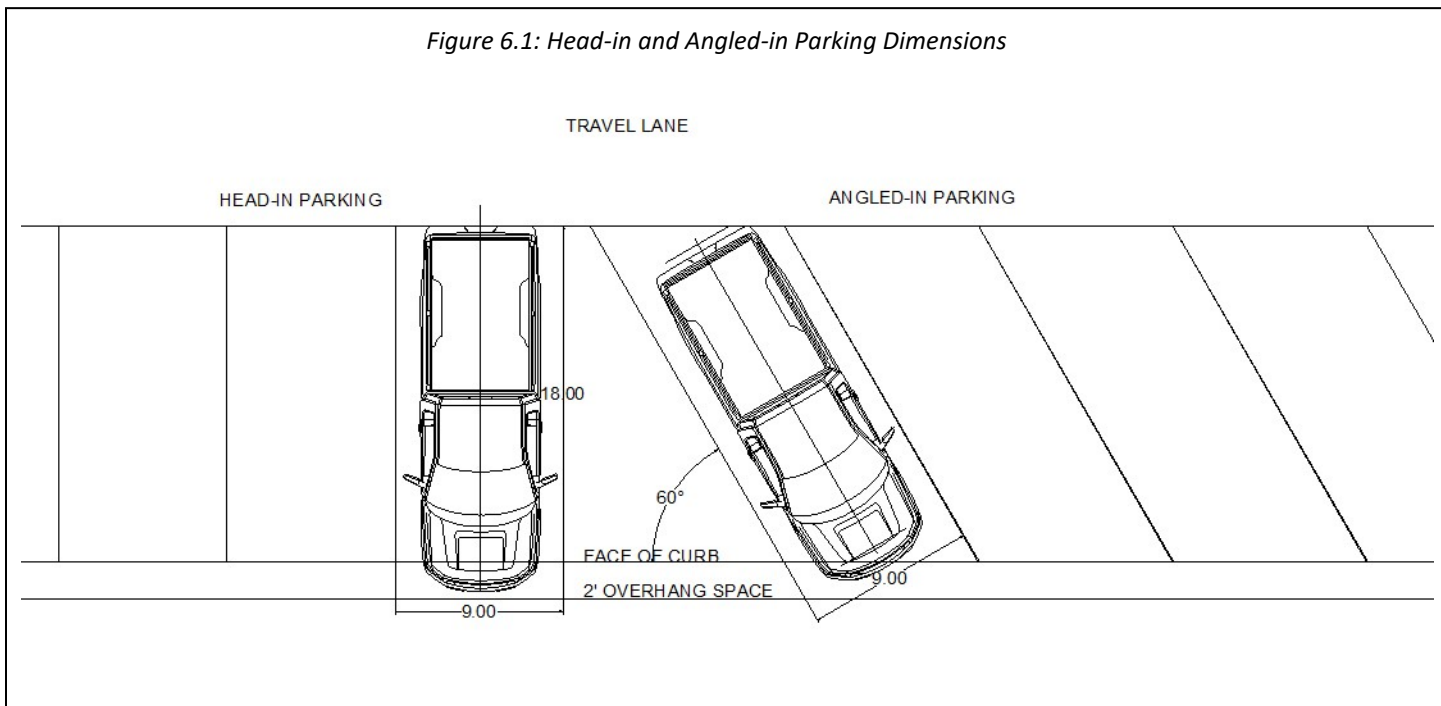 Figure 6.1: Head-in and Angled-in Parking Dimensions
TRAVEL LANE
HEAD-IN PARKING
ANGLED-IN PARKING
18.00
60°
FACE OF CURB
2' OVERHANG SPACE
9.00
9.00